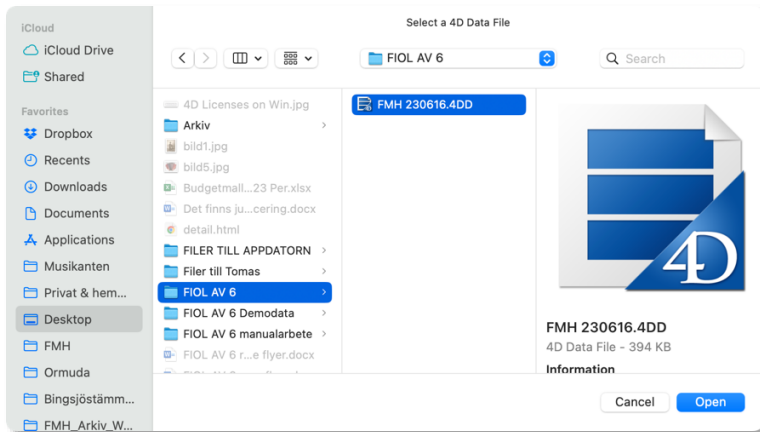 Select a 4D Data File
iCloud
iCloud Drive
Shared
Favorites
Dropbox
Recents
Downloads
Documents
Applications
Musikanten
Privat & hem...
Desktop
FMH
Ormuda
Bingsjöstämm...
FMH_Arkiv_W...
FIOL AV 6
Search
4D Licenses on Win.jpg
Arkiv
bild1.jpg
bild5.jpg
Budgetmall...23 Per.xlsx
Det finns ju...cering.docx
detail.html
FILER TILL APPDATORN
Filer till Tomas
FIOL AV 6
FIOL AV 6 Demodata
FIOL AV 6 manualarbete
FIOL AV 6 r...e flyer.docx
FMH 230616.4DD
4D
FMH 230616.4DD
4D Data File - 394 KB
Information
Cancel
Open